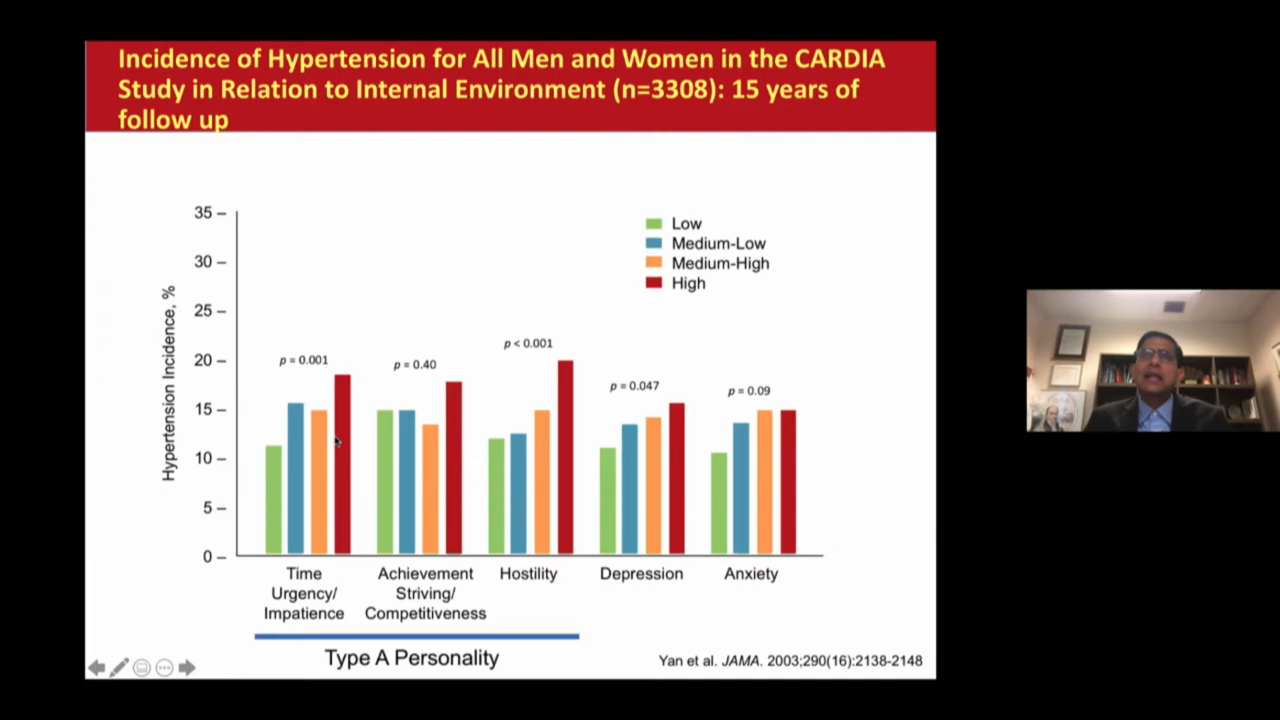 Incidence of Hypertension for All Men and Women in the CARDIA
Study in Relation to Internal Environment (n=3308): 15 years of
follow up
Low
Medium-Low
Medium-High
High
Hypertension Incidence, %
35
30
25
20
15
10
5
0
p = 0.001
p = 0.40
p < 0.001
p = 0.047
p = 0.09
Time
Urgency/
Impatience
Achievement
Striving/
Competitiveness
Hostility
Depression
Anxiety
Type A Personality
Yan et al. JAMA. 2003;290(16):2138-2148